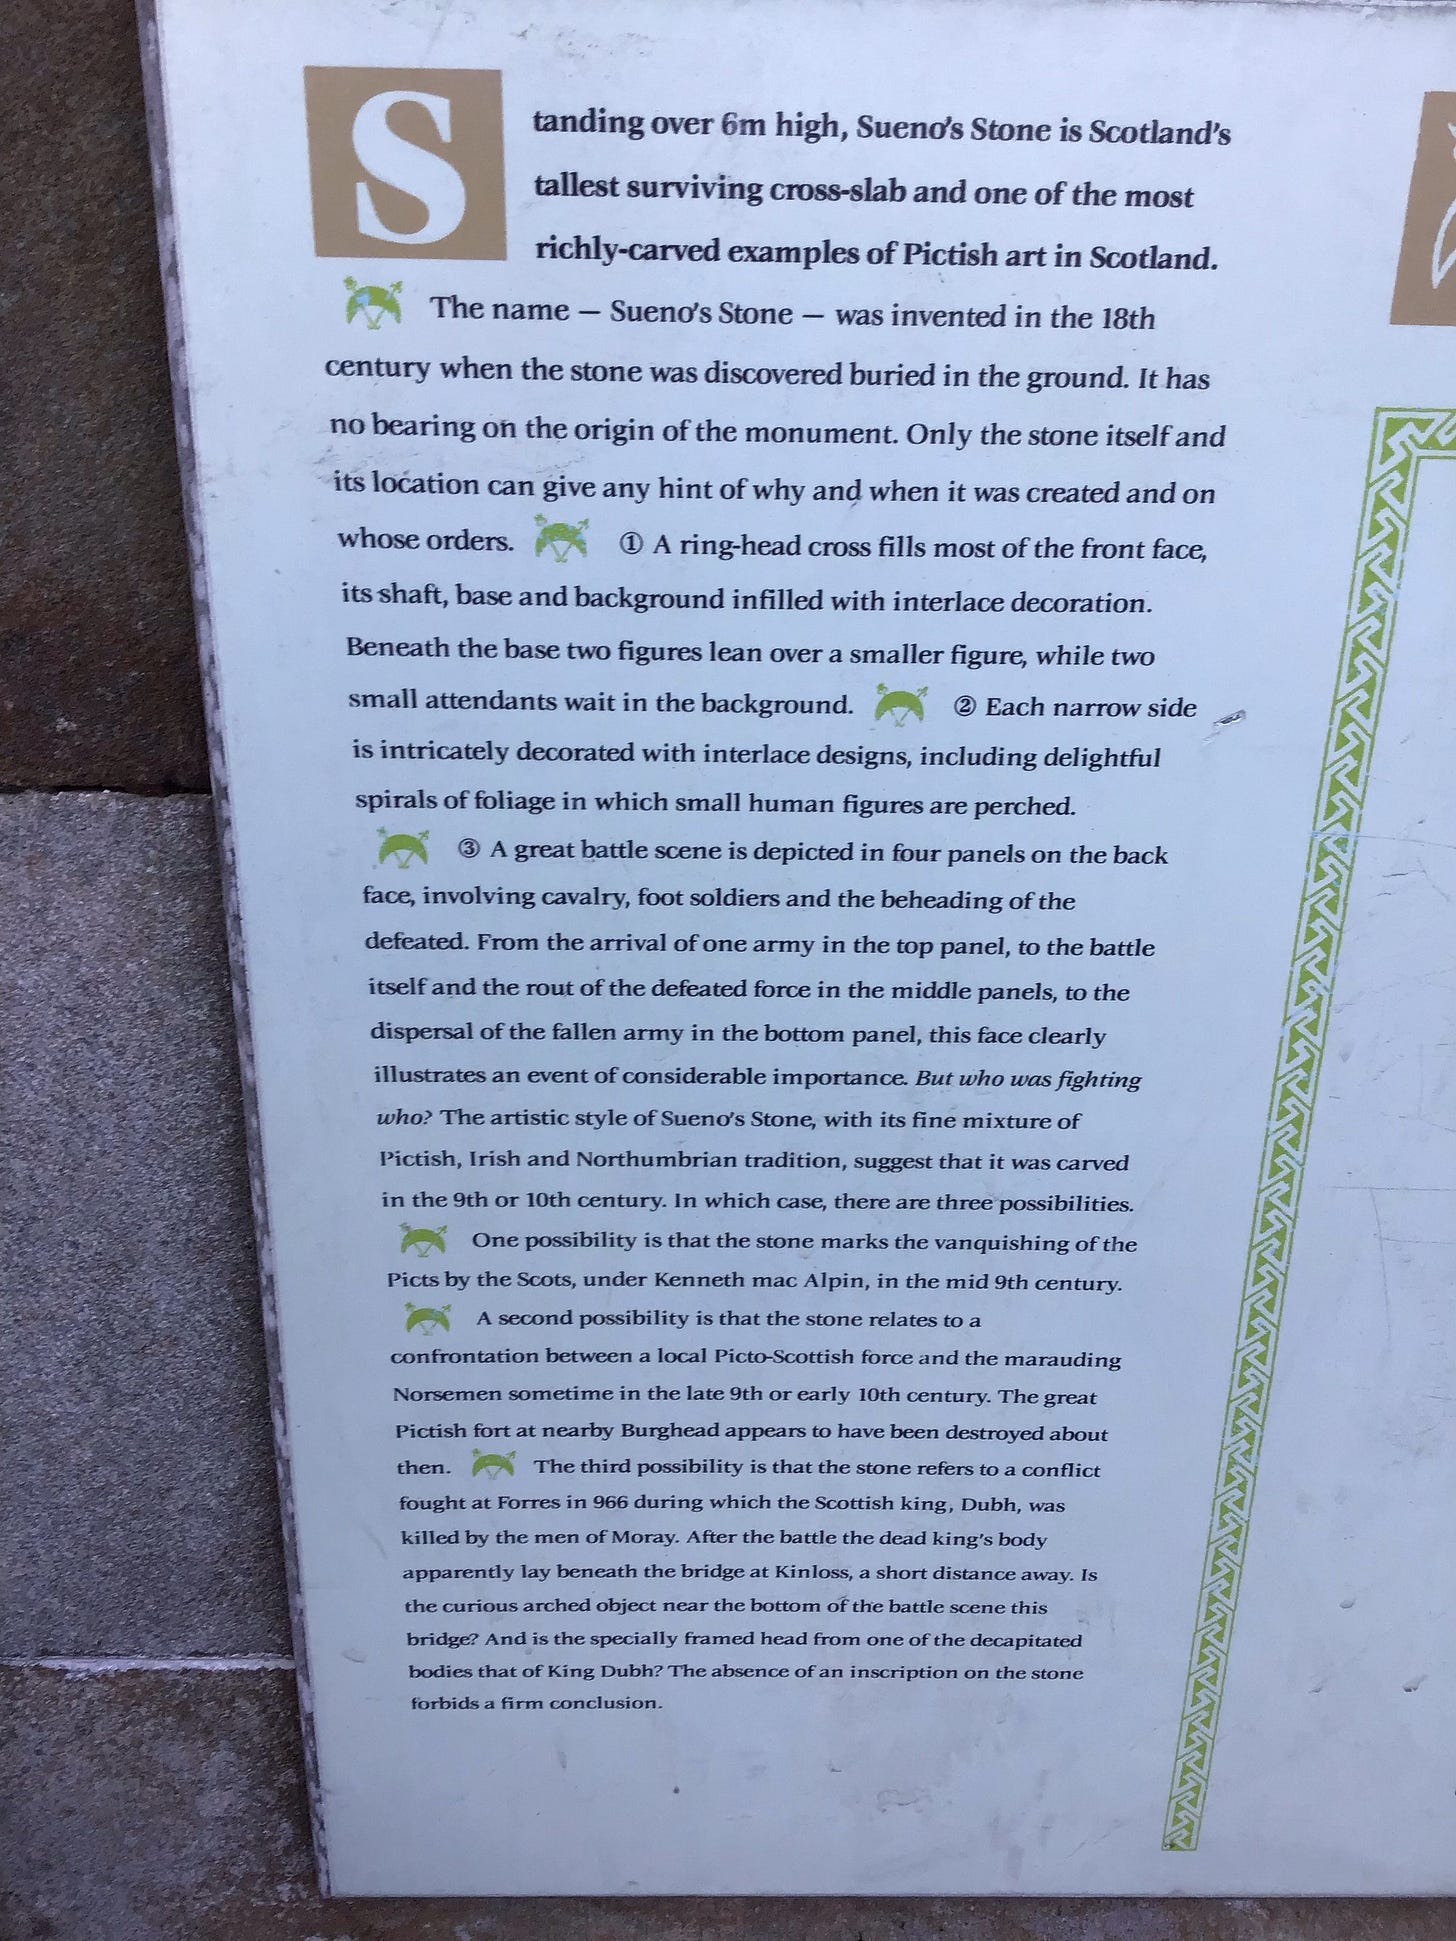 Standing over 6m high, Sueno's Stone is Scotland's
tallest surviving cross-slab and one of the most
richly-carved examples of Pictish art in Scotland.
The name — Sueno's Stone — was invented in the 18th
century when the stone was discovered buried in the ground. It has
no bearing on the origin of the monument. Only the stone itself and
its location can give any hint of why and when it was created and on
whose orders. ① A ring-head cross fills most of the front face,
its shaft, base and background infilled with interlace decoration.
Beneath the base two figures lean over a smaller figure, while two
small attendants wait in the background. ② Each narrow side
is intricately decorated with interlace designs, including delightful
spirals of foliage in which small human figures are perched.
③ A great battle scene is depicted in four panels on the back
face, involving cavalry, foot soldiers and the beheading of the
defeated. From the arrival of one army in the top panel, to the battle
itself and the rout of the defeated force in the middle panels, to the
dispersal of the fallen army in the bottom panel, this face clearly
illustrates an event of considerable importance. But who was fighting
who? The artistic style of Sueno's Stone, with its fine mixture of
Pictish, Irish and Northumbrian tradition, suggest that it was carved
in the 9th or 10th century. In which case, there are three possibilities.
One possibility is that the stone marks the vanquishing of the
Picts by the Scots, under Kenneth mac Alpin, in the mid 9th century.
A second possibility is that the stone relates to a
confrontation between a local Picto-Scottish force and the marauding
Norsemen sometime in the late 9th or early 10th century. The great
Pictish fort at nearby Burghead appears to have been destroyed about
then. The third possibility is that the stone refers to a conflict
fought at Forres in 966 during which the Scottish king, Dubh, was
killed by the men of Moray. After the battle the dead king's body
apparently lay beneath the bridge at Kinloss, a short distance away. Is
the curious arched object near the bottom of the battle scene this
bridge? And is the specially framed head from one of the decapitated
bodies that of King Dubh? The absence of an inscription on the stone
forbids a firm conclusion.